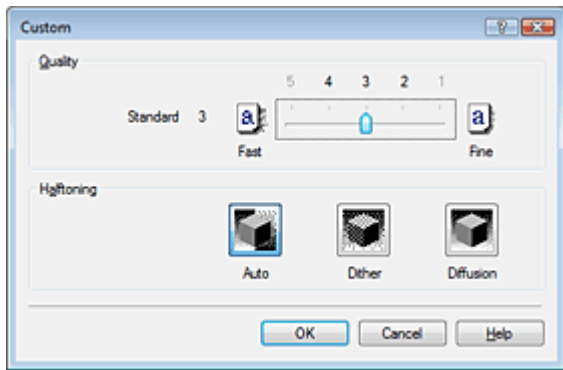 Custom
Quality
5 4 3 2 1
Standard 3
a a
Fast Fine
Halftoning
Auto Dither Diffusion
OK Cancel Help